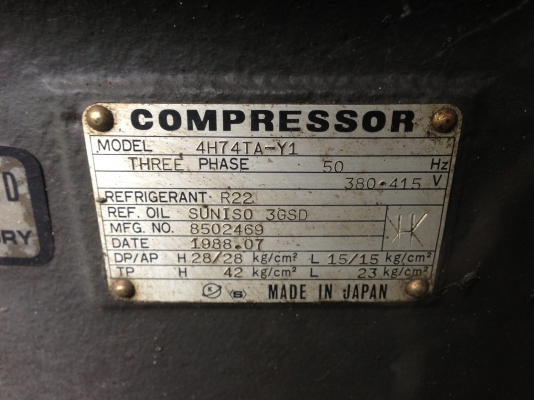 COMPRESSOR
MODEL 4H74TA-Y1
THREE PHASE 50 Hz
380·415 V
REFRIGERANT R22
REF. OIL SUNISO 3GSD
MFG. NO. 8502469
DATE 1988.07
DP/AP H 28/28 kg/cm² L 15/15 kg/cm²
TP H 42 kg/cm² L 23 kg/cm²
MADE IN JAPAN
D
RY